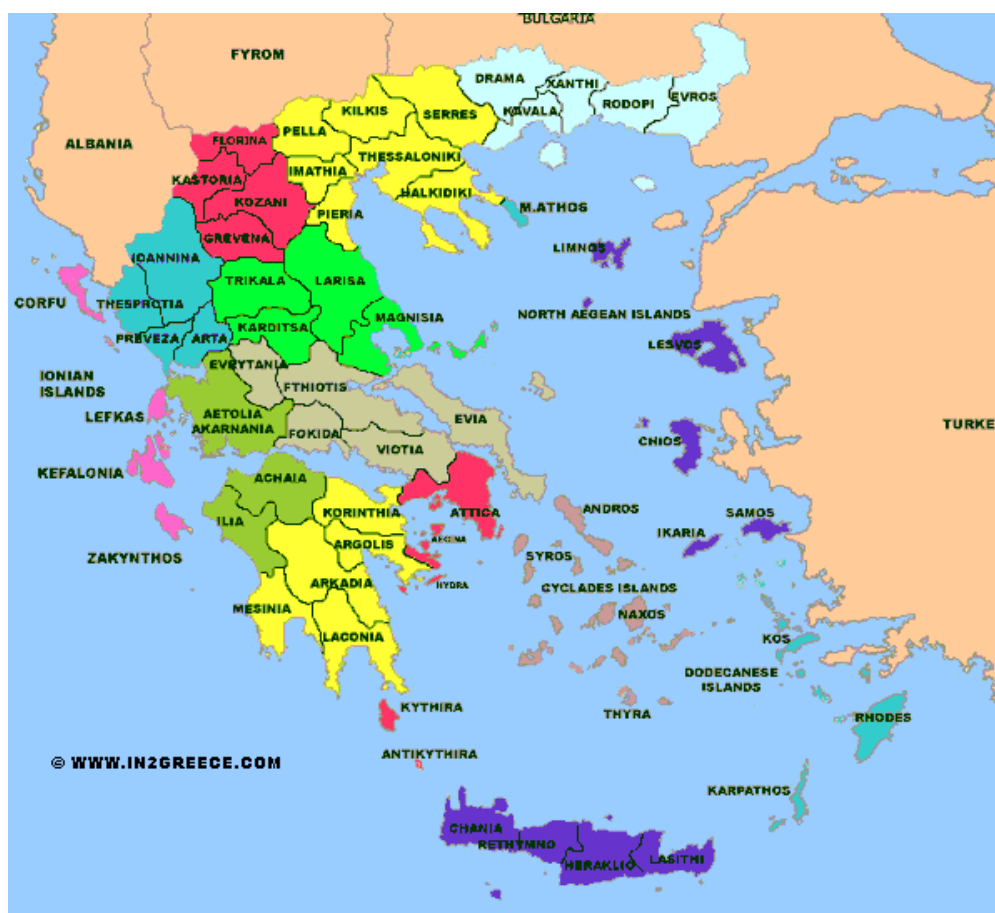 BULGARIA
FYROM
DRAMA
XANTHI
KILKIS
SERRES
KAVALA
RODOPI
EVROS
PELLA
ALBANIA
FLORINA
THESSALONIKI
IMATHIA
KASTORIA
HALKIDIKI
KOZANI
PIERIA
M.ATHOS
GREVENA
LIMNOS
IOANNINA
TRIKALA
LARISA
CORFU
THESPROTIA
NORTH AEGEAN ISLANDS
MAGNISIA
KARDITSA
PREVEZA
ARTA
LESVOS
EVRYTANIA
IONIAN
ISLANDS
FTHIOTIS
LEFKAS
AETOLIA
AKARNANIA
EVIA
TURKE
FOKIDA
CHIOS
VIOTIA
KEFALONIA
ACHAIA
KORINTHIA
ATTICA
ANDROS
SAMOS
ILIA
IKARIA
AEGINA
ARGOLIS
ZAKYNTHOS
SYROS
ARKADIA
HYDRA
CYCLADES ISLANDS
MESINIA
NAXOS
LACONIA
KOS
DODECANESE
ISLANDS
KYTHIRA
THYRA
RHODES
ANTIKYTHIRA
© WWW.IN2GREECE.COM
KARPATHOS
CHANIA
RETHYMNO
HERAKLIO
LASITHI